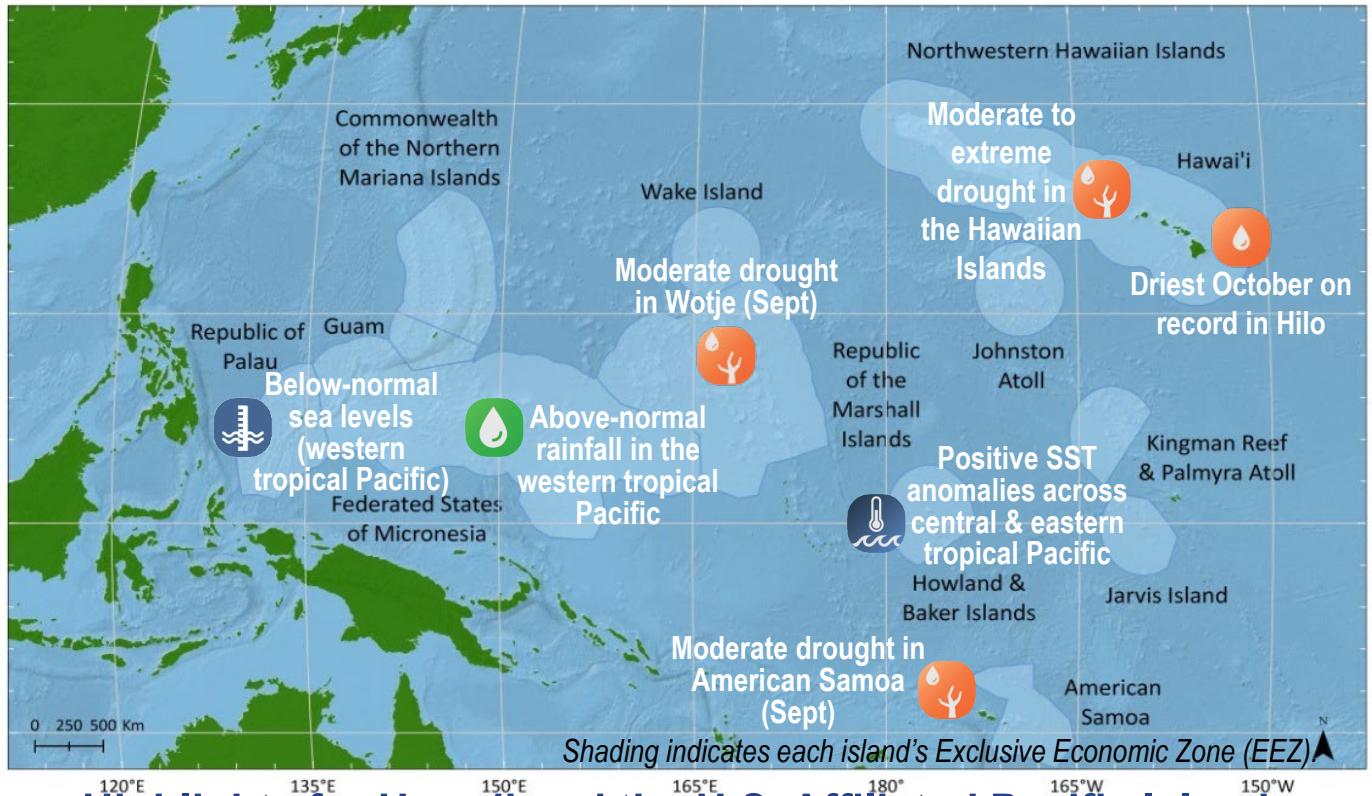 Northwestern Hawaiian Islands
Commonwealth
of the Northern
Mariana Islands
Moderate to
extreme
drought in
the Hawaiian
Islands
Hawai'i
Wake Island
Moderate drought
in Wotje (Sept)
Driest October on
record in Hilo
Republic of
Palau
Guam
Republic
of the
Marshall
Islands
Johnston
Atoll
Below-normal
sea levels
(western
tropical Pacific)
Above-normal
rainfall in the
western tropical
Pacific
Kingman Reef
& Palmyra Atoll
Positive SST
anomalies across
central & eastern
tropical Pacific
Federated States
of Micronesia
Howland &
Baker Islands
Jarvis Island
Moderate drought in
American Samoa
(Sept)
American
Samoa
0 250 500 Km
N
Shading indicates each island’s Exclusive Economic Zone (EEZ)
120°E 135°E 150°E 165°E 180° 165°W 150°W